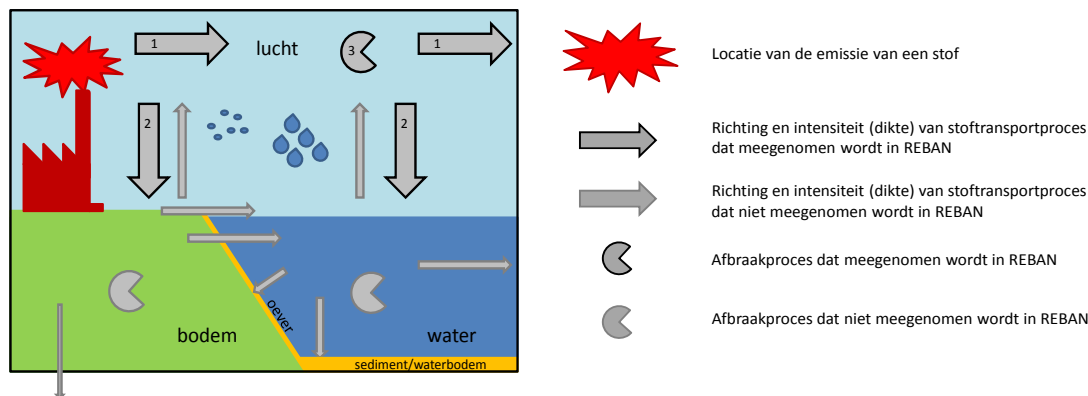 1
lucht
3
1
2
2
oever
bodem
water
sediment/waterbodem
Locatie van de emissie van een stof
Richting en intensiteit (dikte) van stoftransportproces
dat meegenomen wordt in REBAN
Richting en intensiteit (dikte) van stoftransportproces
dat niet meegenomen wordt in REBAN
Afbraakproces dat meegenomen wordt in REBAN
Afbraakproces dat niet meegenomen wordt in REBAN